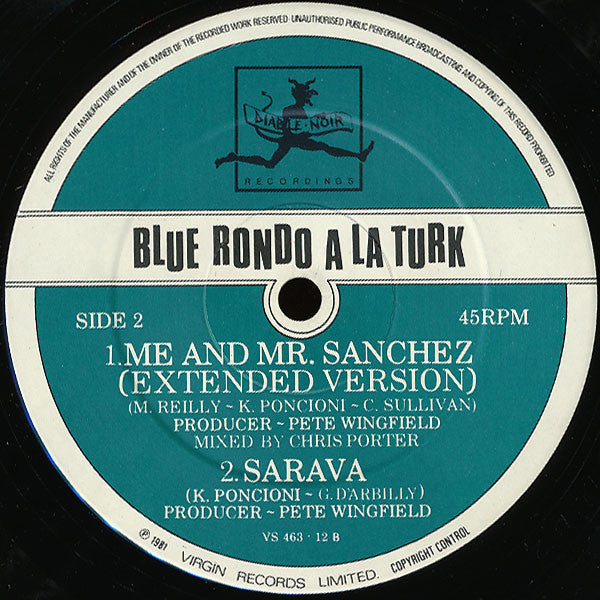 ALL RIGHTS OF THE MANUFACTURER AND OF THE OWNER OF THE RECORDED WORK RESERVED · UNAUTHORISED PUBLIC PERFORMANCE BROADCASTING AND COPYING OF THIS RECORD PROHIBITED
DIABLE · NOIR
RECORDINGS
BLUE RONDO A LA TURK
SIDE 2
45RPM
1. ME AND MR. SANCHEZ
(EXTENDED VERSION)
(M. REILLY ~ K. PONCIONI ~ C. SULLIVAN)
PRODUCER ~ PETE WINGFIELD
MIXED BY CHRIS PORTER
2. SARAVA
(K. PONCIONI ~ G. D'ARBILLY)
PRODUCER ~ PETE WINGFIELD
VS 463 · 12 B
℗ 1981 VIRGIN RECORDS LIMITED. COPYRIGHT CONTROL